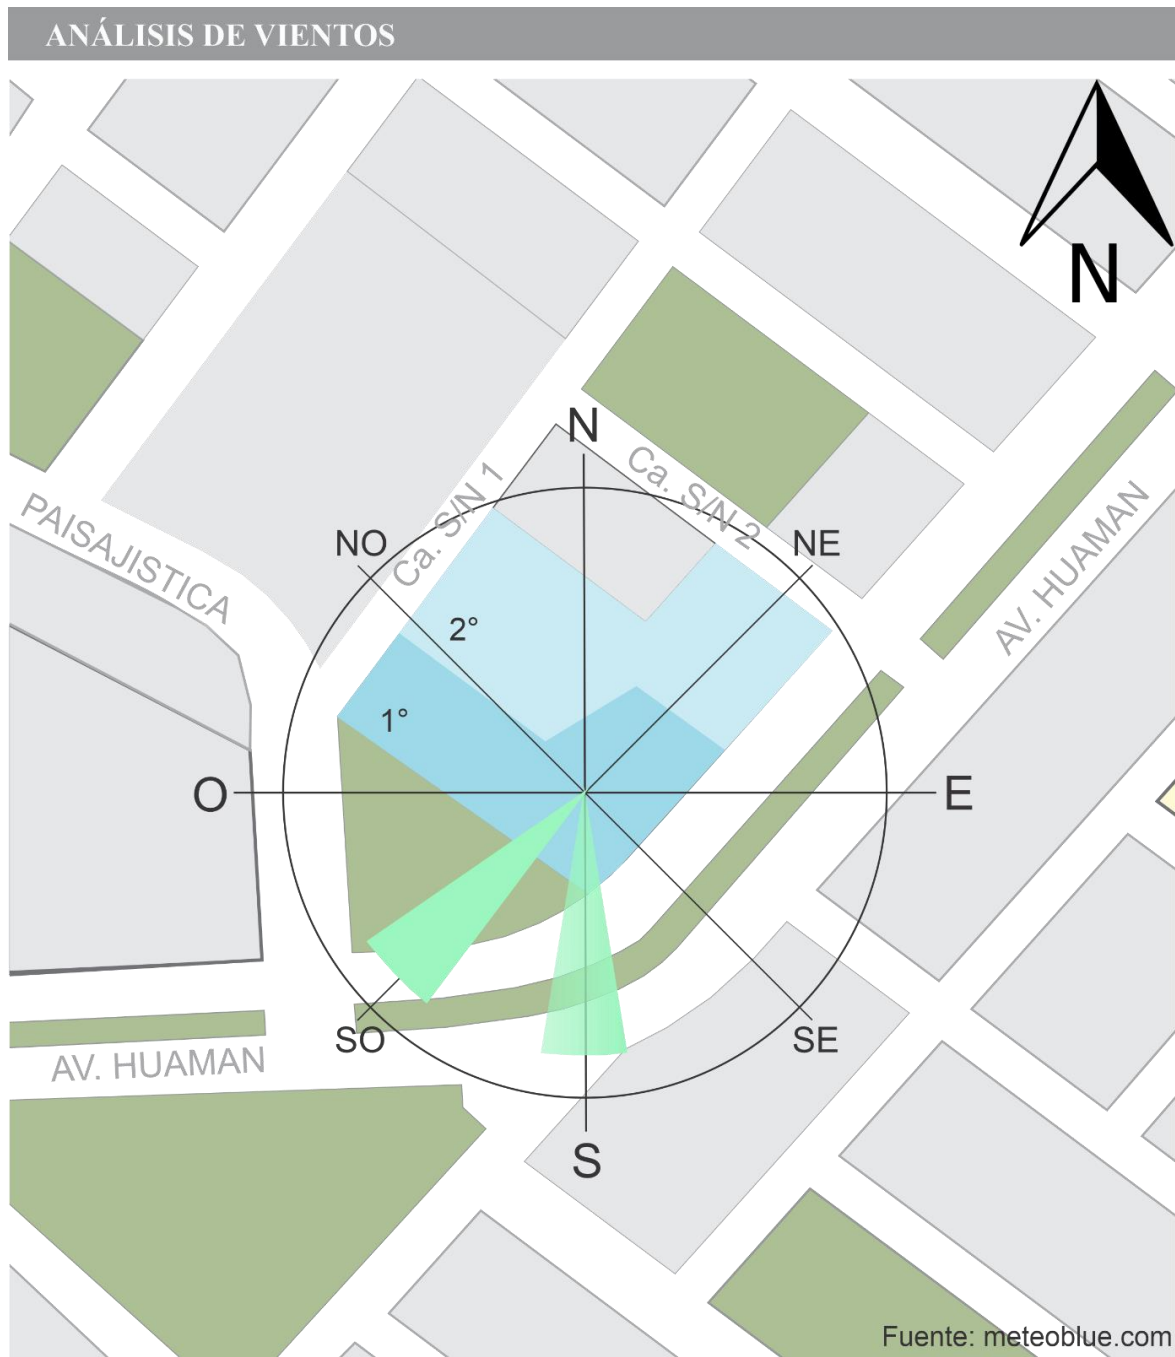 ANÁLISIS DE VIENTOS
N
N
Ca. S/N 1
Ca. S/N 2
NO
NE
PAISAJISTICA
AV. HUAMAN
2°
1°
O
E
SO
SE
AV. HUAMAN
S
Fuente: meteoblue.com